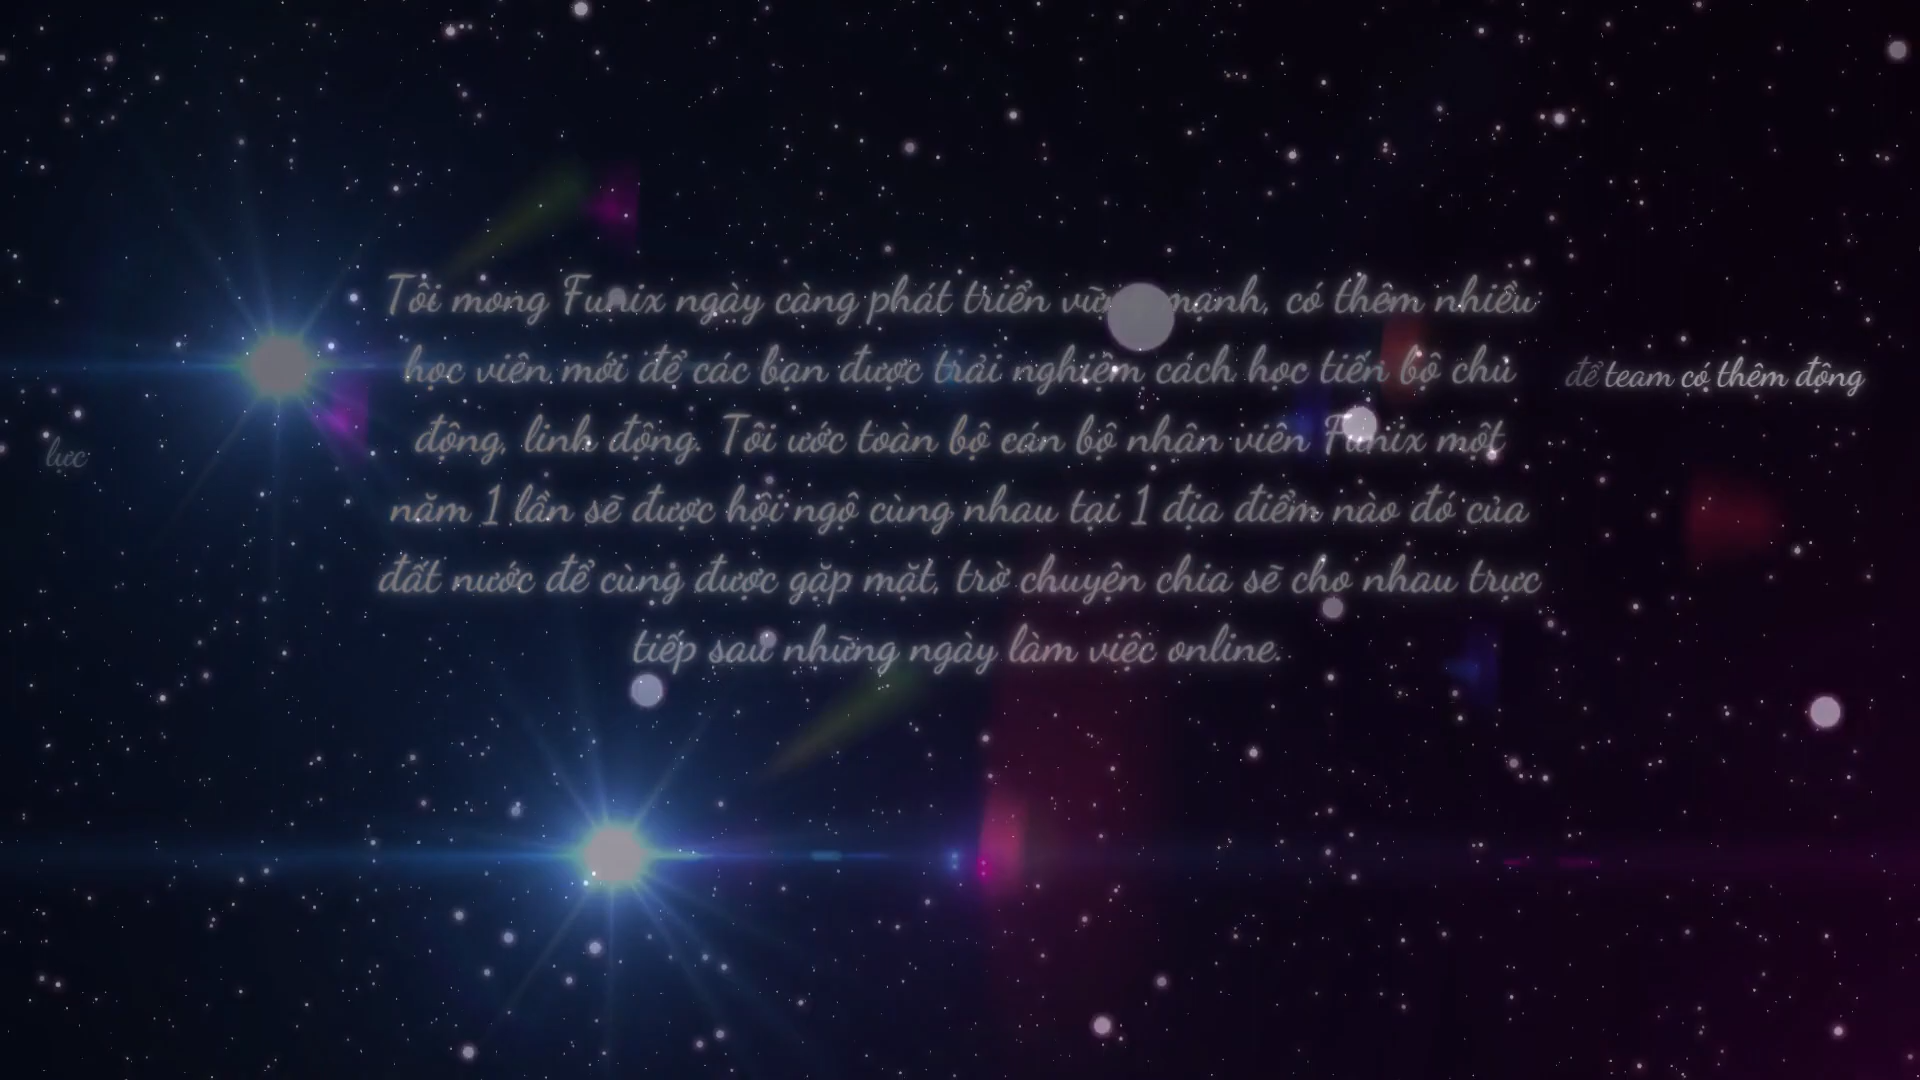 Tôi mong Funix ngày càng phát triển mạnh, có thêm nhiều
học viên mới để các bạn được trải nghiệm cách học tiến bộ chủ
động, linh động. Tôi ước toàn bộ cán bộ nhân viên Funix một
năm 1 lần sẽ được hội ngộ cùng nhau tại 1 địa điểm nào đó của
đất nước để cùng được gặp mặt, trò chuyện chia sẽ cho nhau trực
tiếp sau những ngày làm việc online.
để team có thêm động
lực